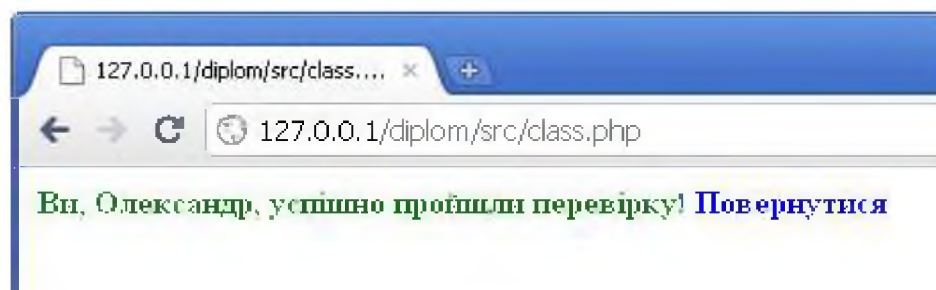 127.0.0.1/diplom/src/class....
127.0.0.1/diplom/src/class.php
Ви, Олександр, успішно пройшли перевірку! Повернутися